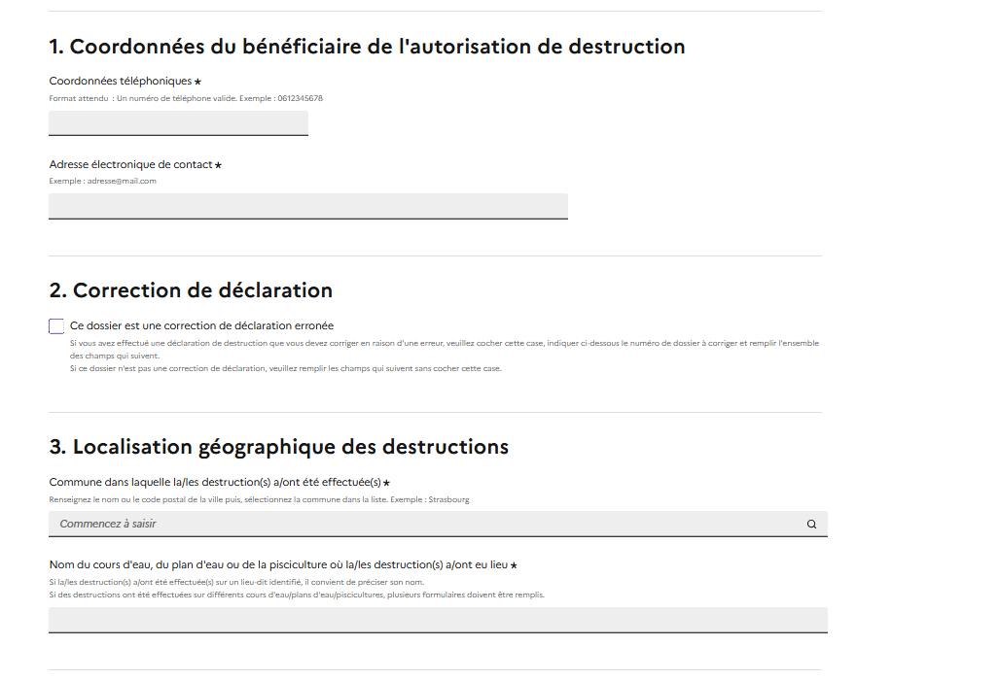 1. Coordonnées du bénéficiaire de l'autorisation de destruction
Coordonnées téléphoniques *
Format attendu : Un numéro de téléphone valide. Exemple : 0612345678
Adresse électronique de contact *
Exemple : adresse@mail.com
2. Correction de déclaration
Ce dossier est une correction de déclaration erronée
Si vous avez effectué une déclaration de destruction que vous devez corriger en raison d'une erreur, veuillez cocher cette case, indiquer ci-dessous le numéro de dossier à corriger et remplir l'ensemble
des champs qui suivent.
Si ce dossier n'est pas une correction de déclaration, veuillez remplir les champs qui suivent sans cocher cette case.
3. Localisation géographique des destructions
Commune dans laquelle la/les destruction(s) a/ont été effectuée(s) *
Renseignez le nom ou le code postal de la ville puis, sélectionnez la commune dans la liste. Exemple : Strasbourg
Commencez à saisir
Nom du cours d'eau, du plan d'eau ou de la pisciculture où la/les destruction(s) a/ont eu lieu *
Si la/les destruction(s) a/ont été effectuée(s) sur un lieu-dit identifié, il convient de préciser son nom.
Si des destructions ont été effectuées sur différents cours d'eau/plans d'eau/piscicultures, plusieurs formulaires doivent être remplis.